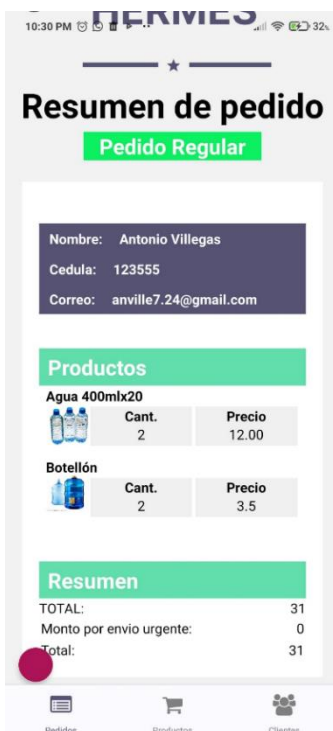 HERMES
10:30 PM
32%
Resumen de pedido
Pedido Regular
Nombre: Antonio Villegas
Cedula: 123555
Correo: anville7.24@gmail.com
Productos
Agua 400mlx20
Cant. Precio
2 12.00
Botellón
Cant. Precio
2 3.5
Resumen
TOTAL: 31
Monto por envio urgente: 0
Total: 31
Pedidos Productos Clientes